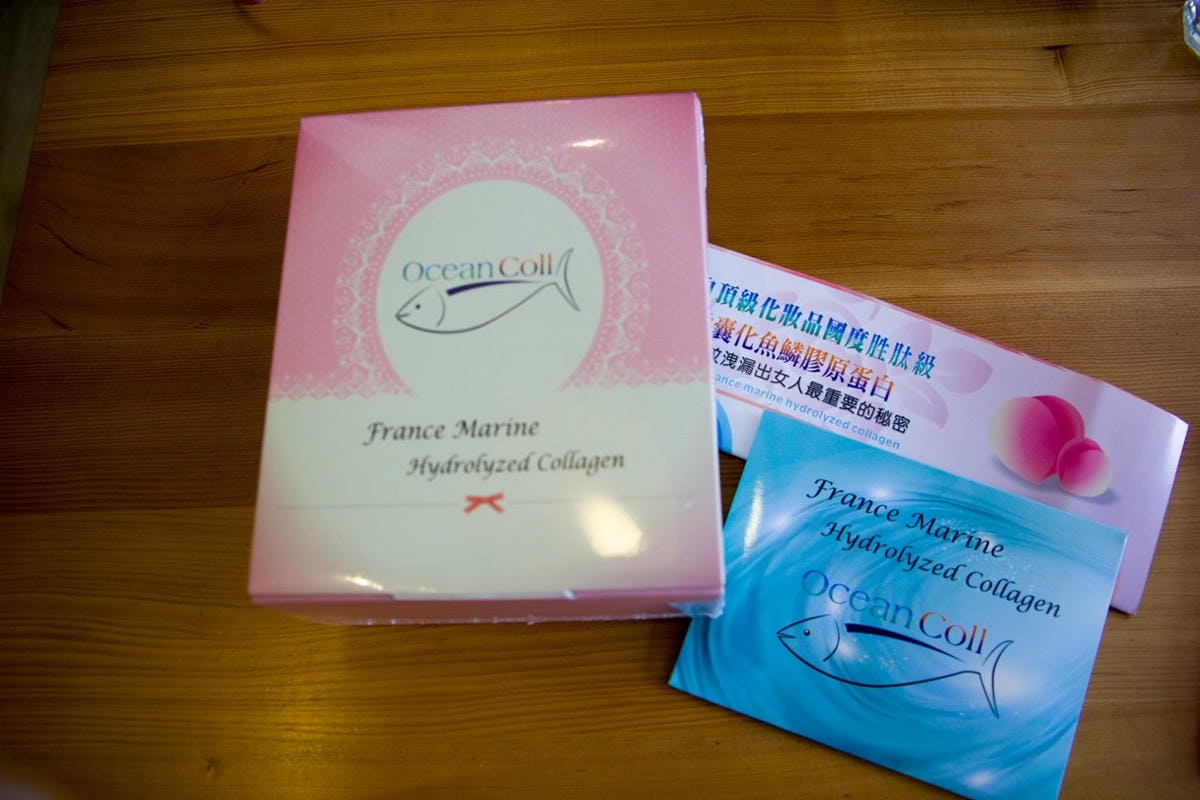 Ocean Coll
France Marine
Hydrolyzed Collagen
頂級化妝品國度胜肽級
囊化魚鱗膠原蛋白
洩漏出女人最重要的秘密
france marine hydrolyzed collagen
France Marine
Hydrolyzed Collagen
Ocean Coll